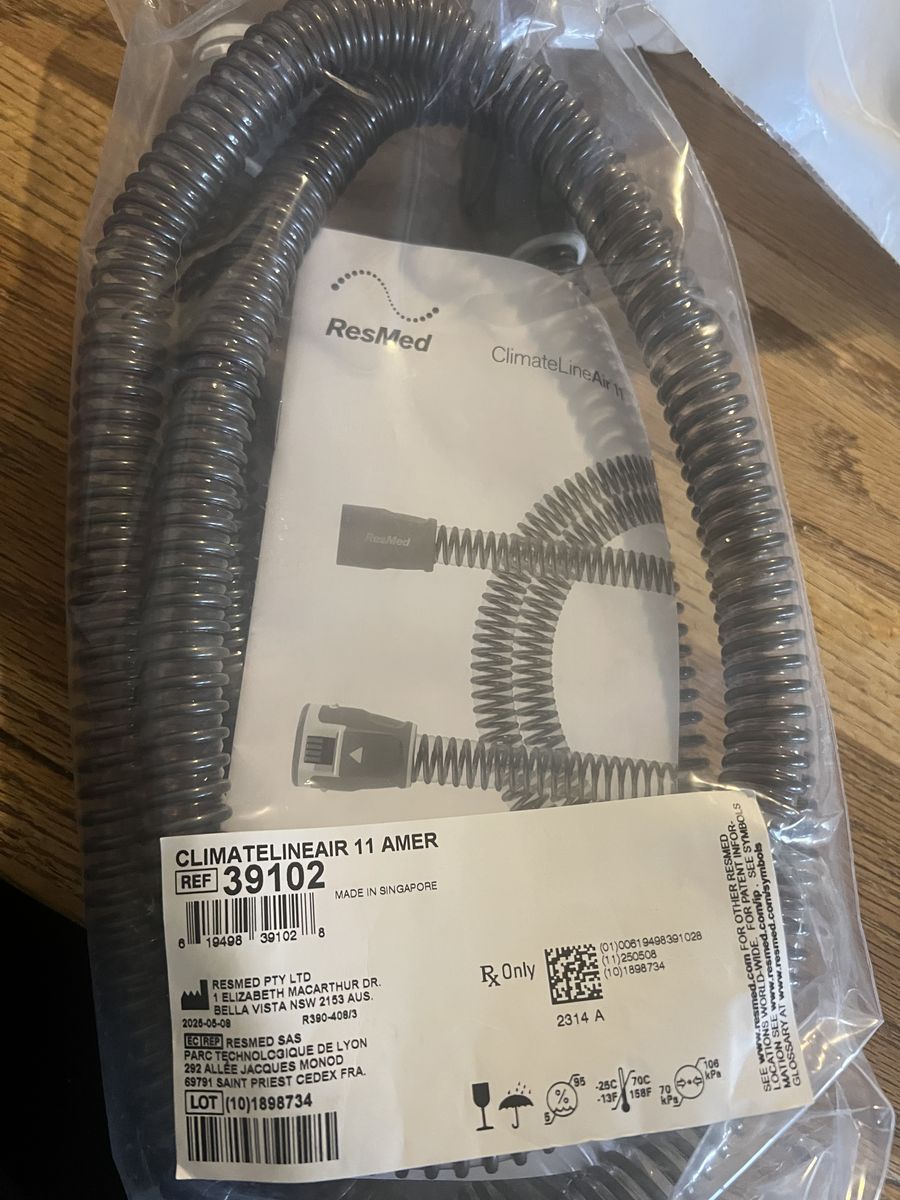 ResMed
ClimateLineAir 11
ResMed
CLIMATELINEAIR 11 AMER
REF 39102
MADE IN SINGAPORE
6 19498 39102 8
RESMED PTY LTD
1 ELIZABETH MACARTHUR DR.
BELLA VISTA NSW 2153 AUS.
2025-05-08 R390-408/3
EC REP RESMED SAS
PARC TECHNOLOGIQUE DE LYON
292 ALLÉE JACQUES MONOD
69791 SAINT PRIEST CEDEX FRA.
LOT (10)1898734
Rx Only
(01)00619498391028
(11)250508
(10)1898734
2314 A
5 % 95
-25C 70C
-13F 158F
70 kPa 106 kPa
www.resmed.com FOR OTHER RESMED
LOCATIONS WORLD-WIDE. FOR PATENT INFOR-
MATION SEE www.resmed.com/ip. SEE SYMBOLS
GLOSSARY AT www.resmed.com/symbols